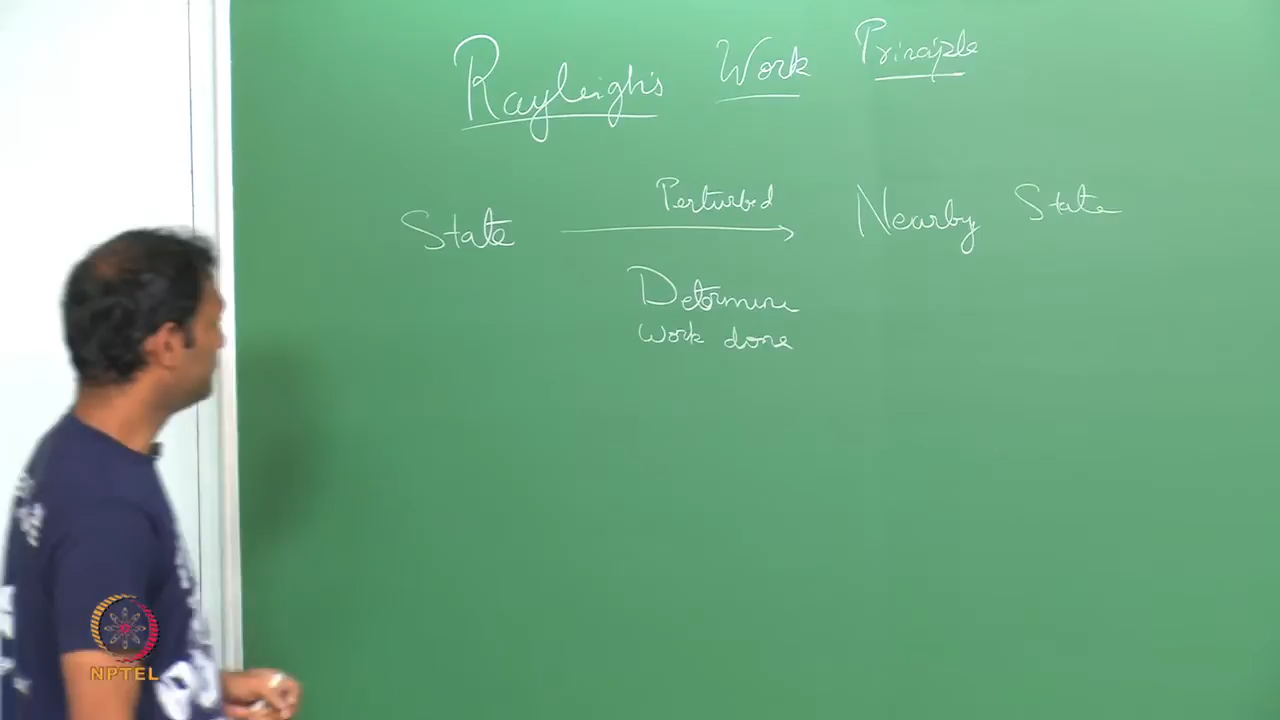 Rayleigh's Work Principle
State Perturbed Nearby State
Determine
work done
NPTEL